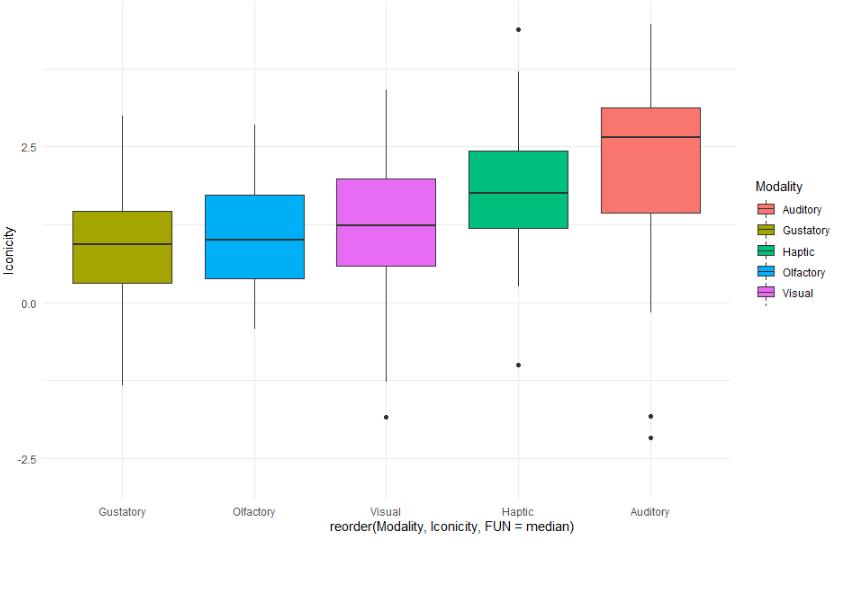 Iconicity
2.5
0.0
-2.5
Gustatory
Olfactory
Visual
Haptic
Auditory
reorder(Modality, Iconicity, FUN = median)
Modality
Auditory
Gustatory
Haptic
Olfactory
Visual